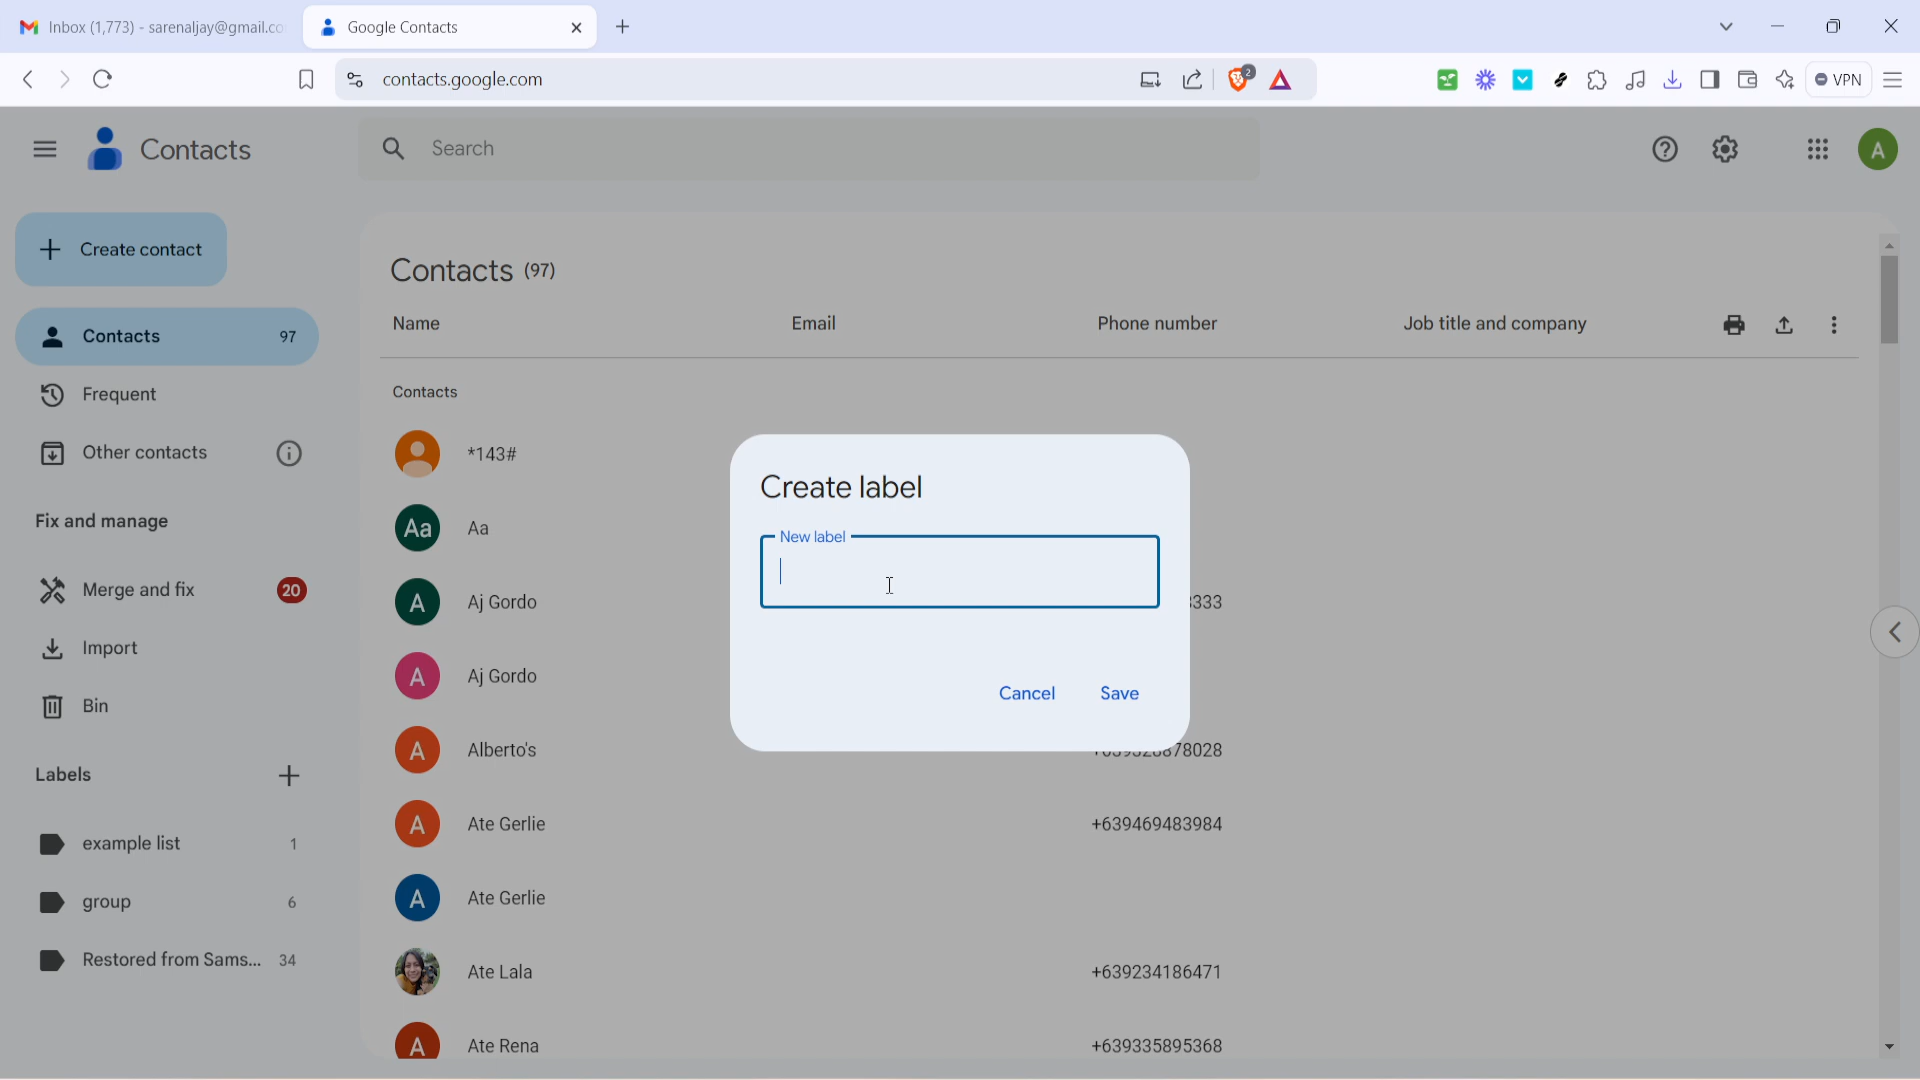 Inbox (1,773) - sarenaljay@gmail.co
Google Contacts
contacts.google.com
2
VPN
Contacts
Search
A
Create contact
Contacts (97)
Name Email Phone number Job title and company
Contacts 97
Frequent
Contacts
Other contacts
*143#
Create label
Fix and manage
Aa Aa
New label
Merge and fix 20
A Aj Gordo 3333
Import
A Aj Gordo
Cancel Save
Bin
A Alberto's
Labels
A Ate Gerlie +639469483984
example list 1
group 6
A Ate Gerlie
Restored from Sams... 34
Ate Lala +639234186471
A Ate Rena +639335895368